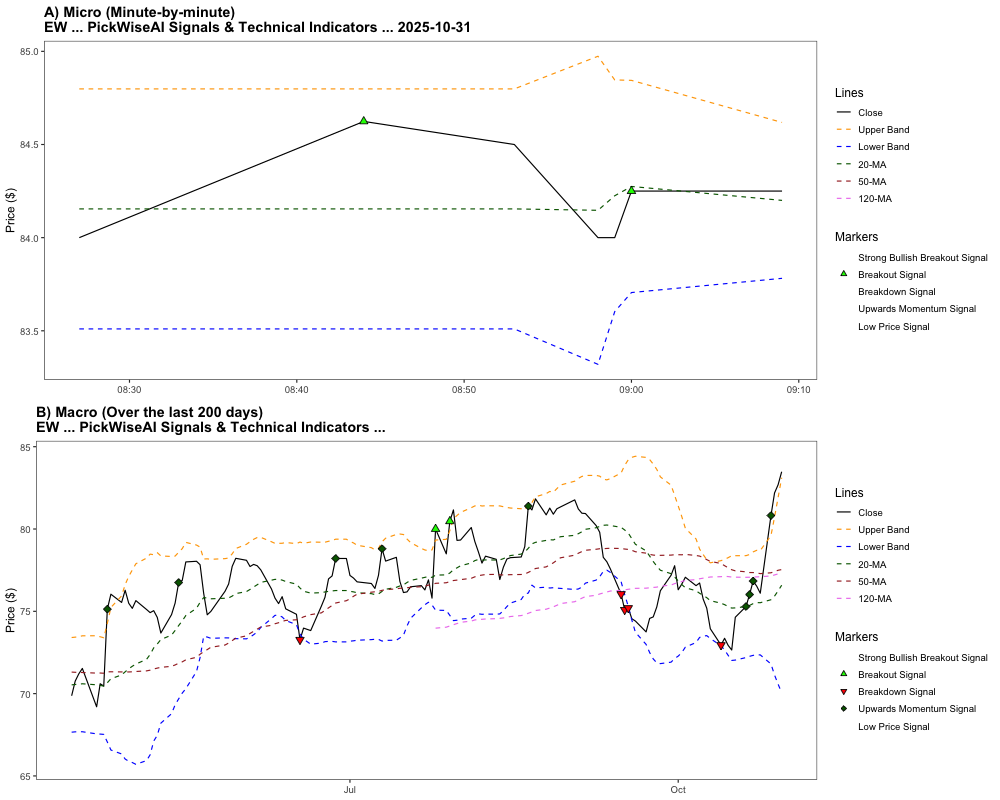 A) Micro (Minute-by-minute)
EW ... PickWiseAI Signals & Technical Indicators ... 2025-10-31
Price ($)
85.0
84.5
84.0
83.5
08:30
08:40
08:50
09:00
09:10
Lines
Close
Upper Band
Lower Band
20-MA
50-MA
120-MA
Markers
Strong Bullish Breakout Signal
Breakout Signal
Breakdown Signal
Upwards Momentum Signal
Low Price Signal
B) Macro (Over the last 200 days)
EW ... PickWiseAI Signals & Technical Indicators ...
Price ($)
85
80
75
70
65
Jul
Oct
Lines
Close
Upper Band
Lower Band
20-MA
50-MA
120-MA
Markers
Strong Bullish Breakout Signal
Breakout Signal
Breakdown Signal
Upwards Momentum Signal
Low Price Signal